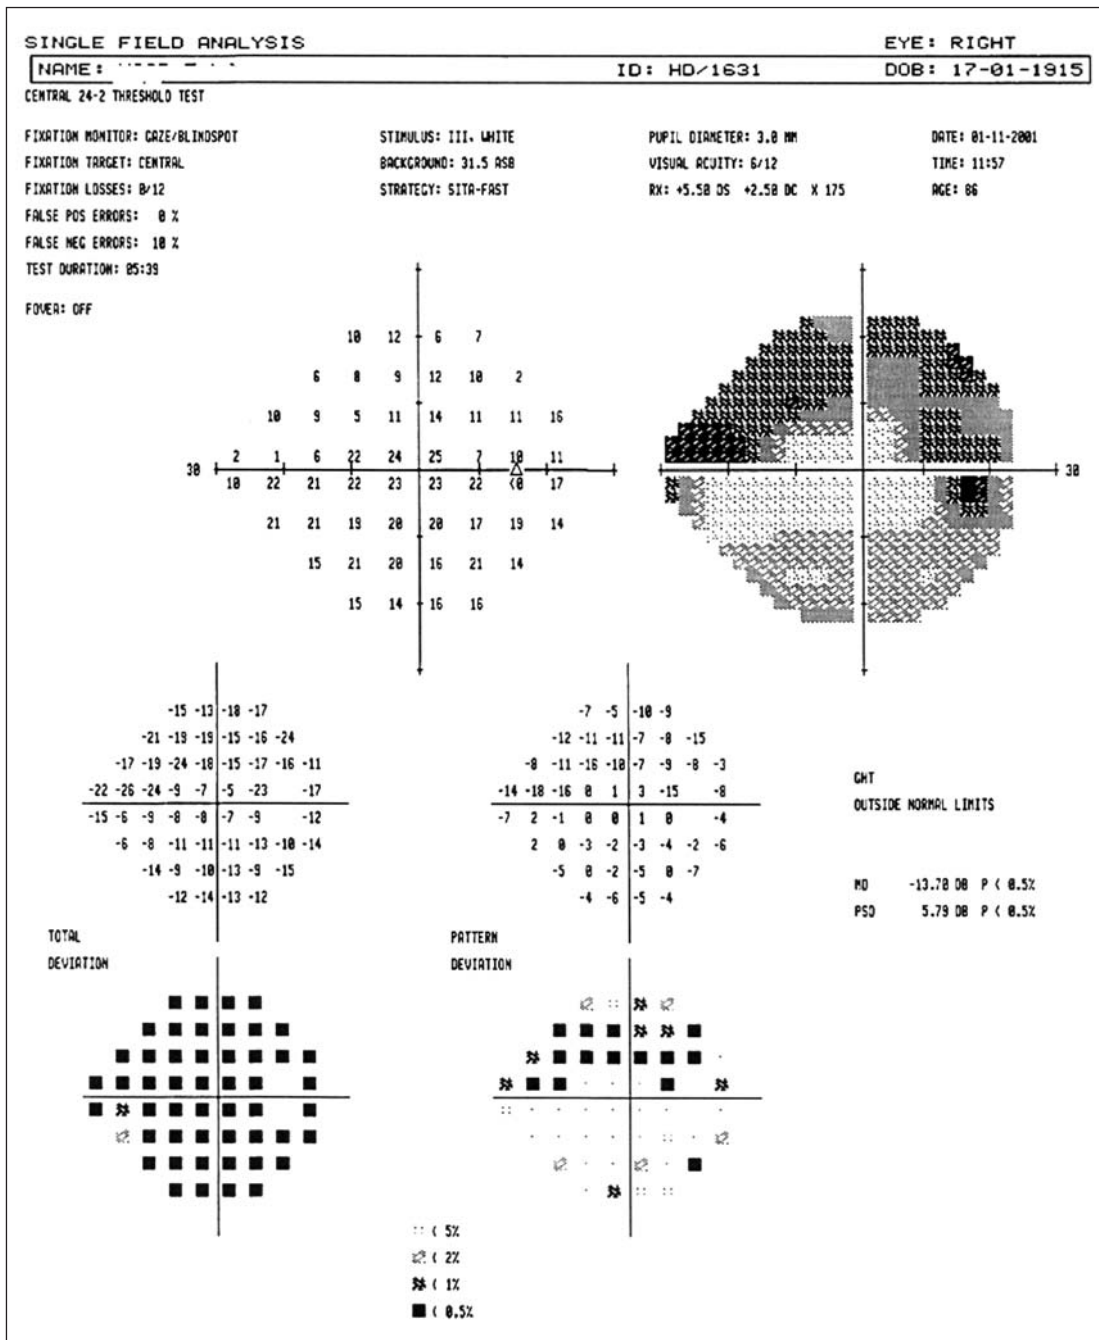 SINGLE FIELD ANALYSIS EYE: RIGHT
NAME: ID: HD/1631 DOB: 17-01-1915
CENTRAL 24-2 THRESHOLD TEST
FIXATION MONITOR: GAZE/BLINDSPOT STIMULUS: III, WHITE PUPIL DIAMETER: 3.0 MM DATE: 01-11-2001
FIXATION TARGET: CENTRAL BACKGROUND: 31.5 ASB VISUAL ACUITY: 6/12 TIME: 11:57
FIXATION LOSSES: 0/12 STRATEGY: SITA-FAST RX: +5.50 DS +2.50 DC X 175 AGE: 86
FALSE POS ERRORS: 0 %
FALSE NEG ERRORS: 10 %
TEST DURATION: 05:39
FOVEA: OFF
10 12 6 7
6 8 9 12 10 2
10 9 5 11 14 11 11 16
2 1 6 22 24 25 7 10 11
30 30
10 22 21 22 23 23 22 <0 17
21 21 19 20 20 17 19 14
15 21 20 16 21 14
15 14 16 16
-15 -13 -18 -17 -7 -5 -10 -9
-21 -19 -19 -15 -16 -24 -12 -11 -11 -7 -8 -15
-17 -19 -24 -18 -15 -17 -16 -11 -8 -11 -16 -10 -7 -9 -8 -3
GHT
-22 -26 -24 -9 -7 -5 -23 -17 -14 -18 -16 0 1 3 -15 -8
OUTSIDE NORMAL LIMITS
-15 -6 -9 -8 -8 -7 -9 -12 -7 2 -1 0 0 1 0 -4
-6 -8 -11 -11 -11 -13 -10 -14 2 0 -3 -2 -3 -4 -2 -6
-14 -9 -10 -13 -9 -15 -5 0 -2 -5 0 -7
MD -13.70 DB P < 0.5%
-12 -14 -13 -12 -4 -6 -5 -4
PSD 5.79 DB P < 0.5%
TOTAL PATTERN
DEVIATION DEVIATION
< 5%
< 2%
< 1%
< 0.5%